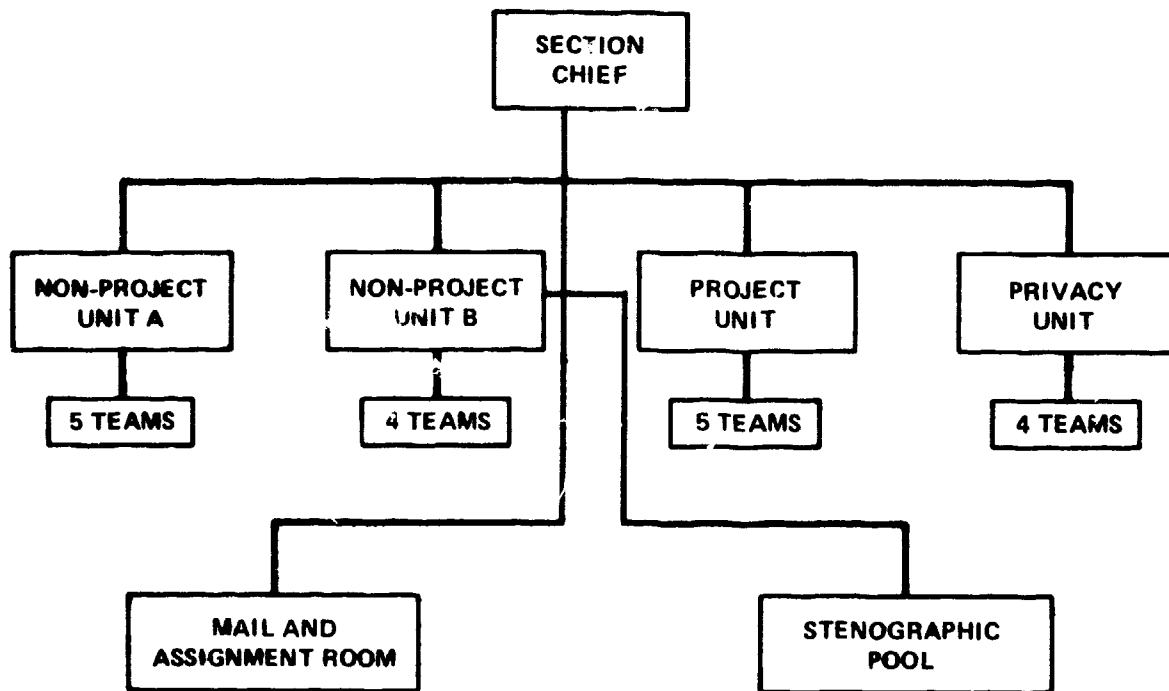 SECTION
CHIEF
NON-PROJECT
UNIT A
NON-PROJECT
UNIT B
PROJECT
UNIT
PRIVACY
UNIT
5 TEAMS
4 TEAMS
5 TEAMS
4 TEAMS
MAIL AND
ASSIGNMENT ROOM
STENOGRAPHIC
POOL